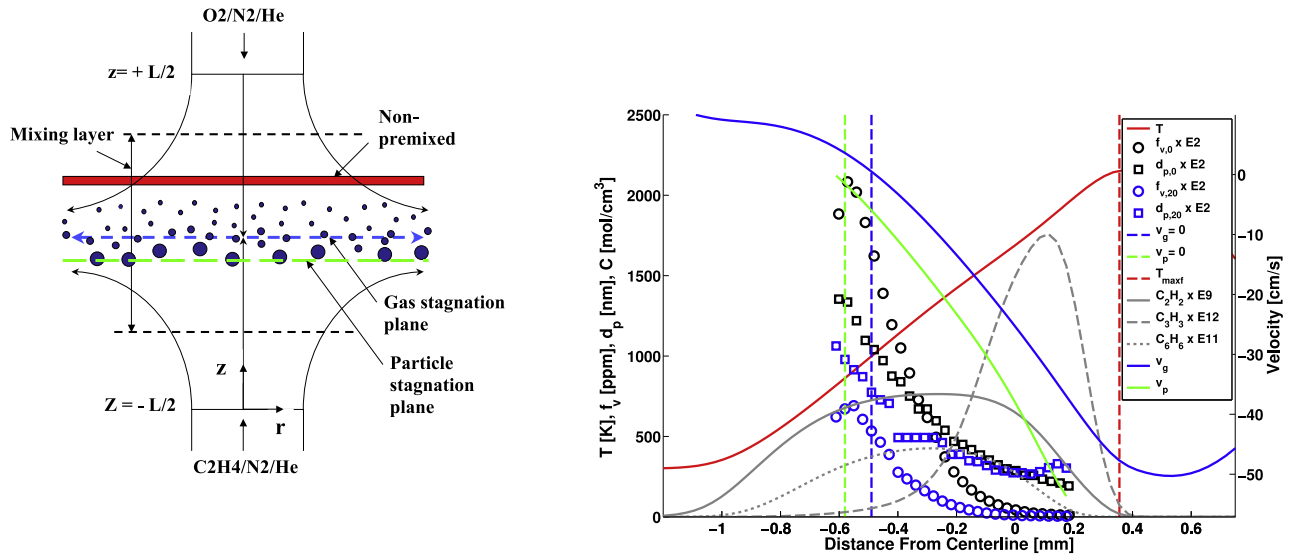 O2/N2/He
z= + L/2
Mixing layer
Non-
premixed
Gas stagnation
plane
z
Particle
stagnation
plane
Z = - L/2
r
C2H4/N2/He
2500
2000
1500
1000
500
0
T [K], f_v [ppm], d_p [nm], C [mol/cm³]
−1
−0.8
−0.6
−0.4
−0.2
0.0
0.2
0.4
0.6
Distance From Centerline [mm]
0
−10
−20
−30
−40
−50
Velocity [cm/s]
T
f_v,0 x E2
d_p,0 x E2
f_v,20 x E2
d_p,20 x E2
v_g = 0
v_p = 0
T_maxf
C₂H₂ x E9
C₃H₃ x E12
C₆H₆ x E11
v_g
v_p